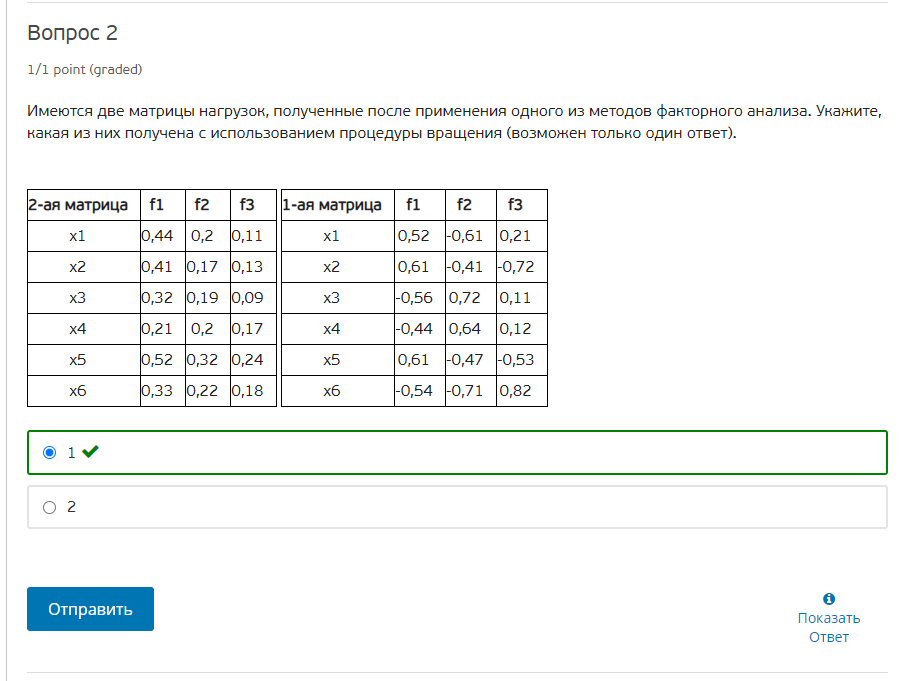 Вопрос 2
1/1 point (graded)
Имеются две матрицы нагрузок, полученные после применения одного из методов факторного анализа. Укажите,
какая из них получена с использованием процедуры вращения (возможен только один ответ).
2-ая матрица f1 f2 f3 1-ая матрица f1 f2 f3
x1 0,44 0,2 0,11 x1 0,52 -0,61 0,21
x2 0,41 0,17 0,13 x2 0,61 -0,41 -0,72
x3 0,32 0,19 0,09 x3 -0,56 0,72 0,11
x4 0,21 0,2 0,17 x4 -0,44 0,64 0,12
x5 0,52 0,32 0,24 x5 0,61 -0,47 -0,53
x6 0,33 0,22 0,18 x6 -0,54 -0,71 0,82
1
2
Отправить
Показать
Ответ